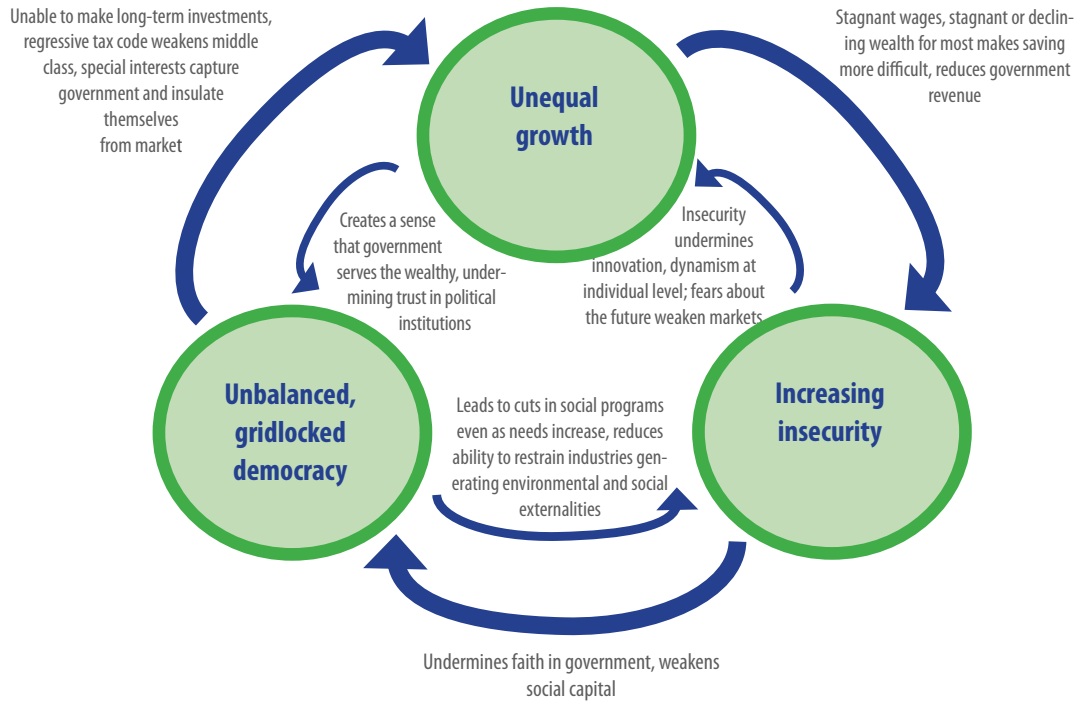 Unable to make long-term investments,
regressive tax code weakens middle
class, special interests capture
government and insulate
themselves
from market
Stagnant wages, stagnant or declin-
ing wealth for most makes saving
more difficult, reduces government
revenue
Unequal
growth
Creates a sense
that government
serves the wealthy, under-
mining trust in political
institutions
Insecurity
undermines
innovation, dynamism at
individual level; fears about
the future weaken markets
Unbalanced,
gridlocked
democracy
Leads to cuts in social programs
even as needs increase, reduces
ability to restrain industries gen-
erating environmental and social
externalities
Increasing
insecurity
Undermines faith in government, weakens
social capital